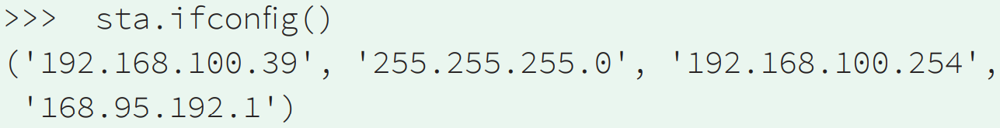 >>>  sta.ifconfig()
('192.168.100.39', '255.255.255.0', '192.168.100.254',
 '168.95.192.1')